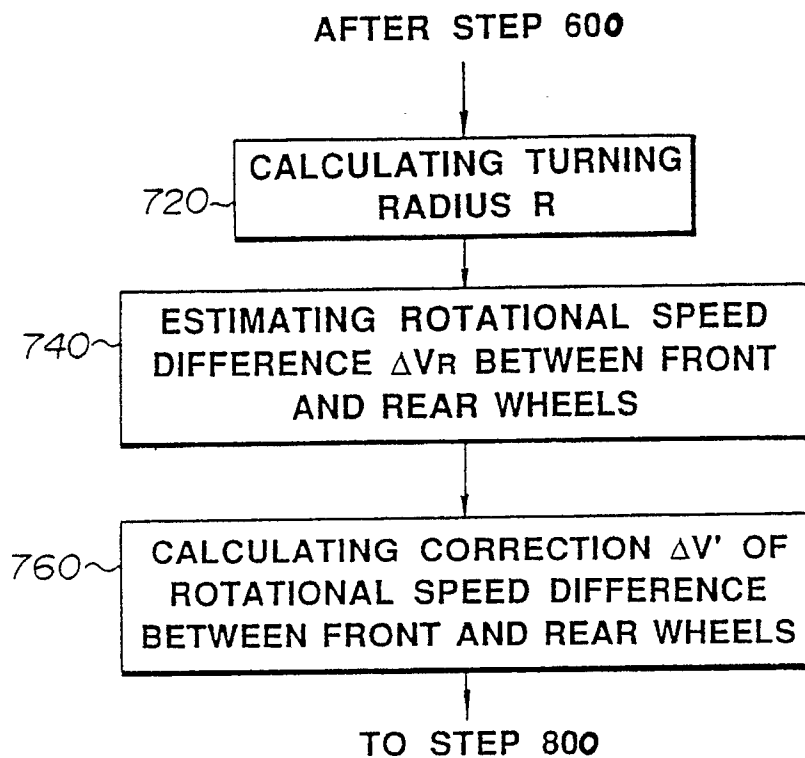 AFTER STEP 600
720
CALCULATING TURNING
RADIUS R
740
ESTIMATING ROTATIONAL SPEED
DIFFERENCE ΔVR BETWEEN FRONT
AND REAR WHEELS
760
CALCULATING CORRECTION ΔV' OF
ROTATIONAL SPEED DIFFERENCE
BETWEEN FRONT AND REAR WHEELS
TO STEP 800